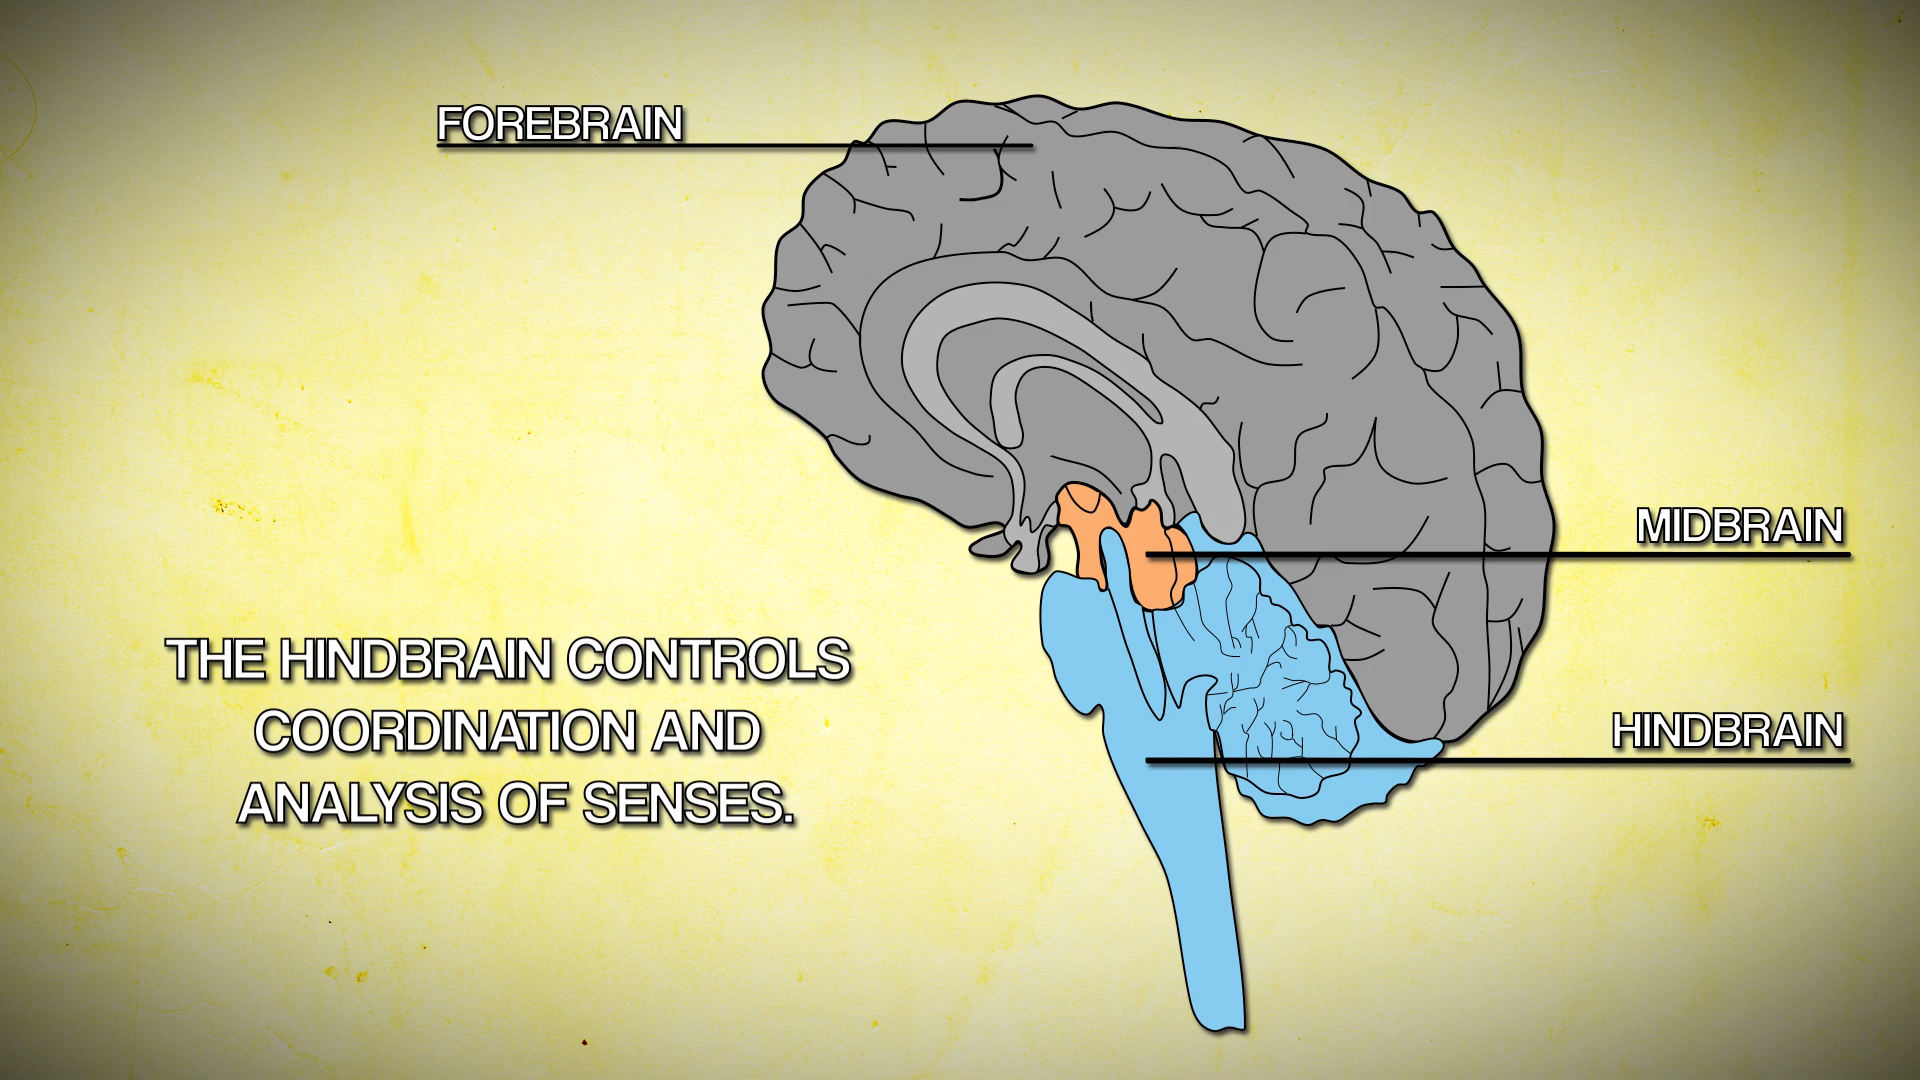 FOREBRAIN
MIDBRAIN
THE HINDBRAIN CONTROLS
COORDINATION AND
ANALYSIS OF SENSES.
HINDBRAIN